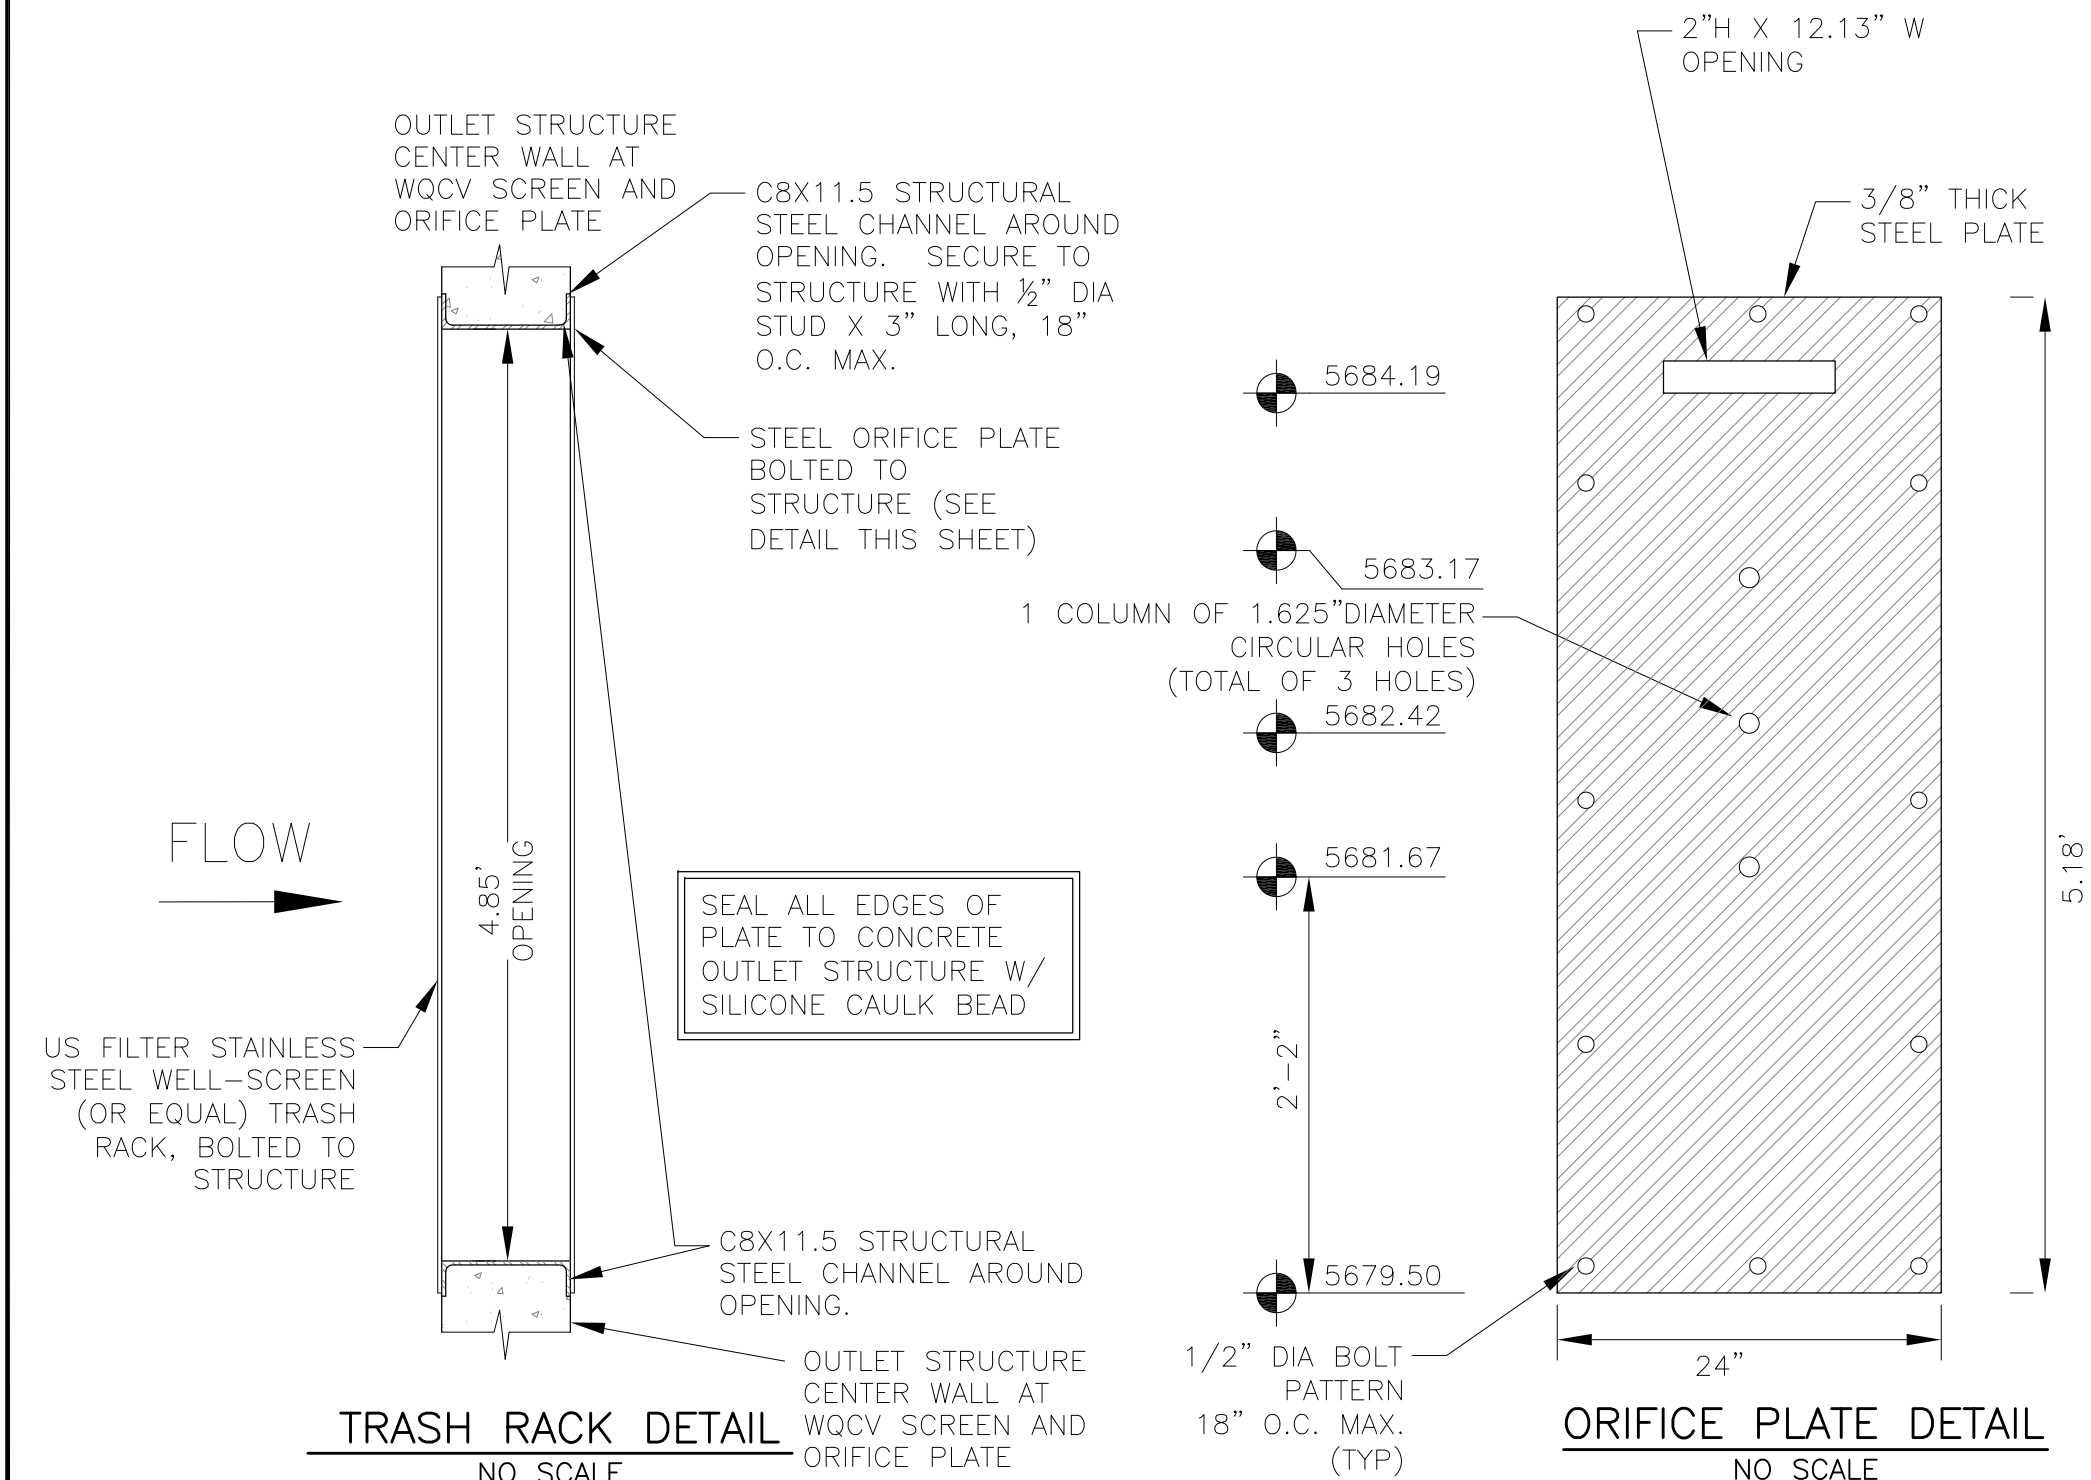 2”H X 12.13” W
OPENING
OUTLET STRUCTURE
CENTER WALL AT
WQCV SCREEN AND
ORIFICE PLATE
C8X11.5 STRUCTURAL
STEEL CHANNEL AROUND
OPENING. SECURE TO
STRUCTURE WITH ½” DIA
STUD X 3” LONG, 18”
O.C. MAX.
3/8” THICK
STEEL PLATE
STEEL ORIFICE PLATE
BOLTED TO
STRUCTURE (SEE
DETAIL THIS SHEET)
5684.19
5683.17
1 COLUMN OF 1.625”DIAMETER
CIRCULAR HOLES
(TOTAL OF 3 HOLES)
5682.42
5681.67
2’-2”
5679.50
5.18’
FLOW
4.85’
OPENING
SEAL ALL EDGES OF
PLATE TO CONCRETE
OUTLET STRUCTURE W/
SILICONE CAULK BEAD
US FILTER STAINLESS
STEEL WELL-SCREEN
(OR EQUAL) TRASH
RACK, BOLTED TO
STRUCTURE
C8X11.5 STRUCTURAL
STEEL CHANNEL AROUND
OPENING.
OUTLET STRUCTURE
CENTER WALL AT
WQCV SCREEN AND
ORIFICE PLATE
1/2” DIA BOLT
PATTERN
18” O.C. MAX.
(TYP)
24”
TRASH RACK DETAIL
NO SCALE
ORIFICE PLATE DETAIL
NO SCALE